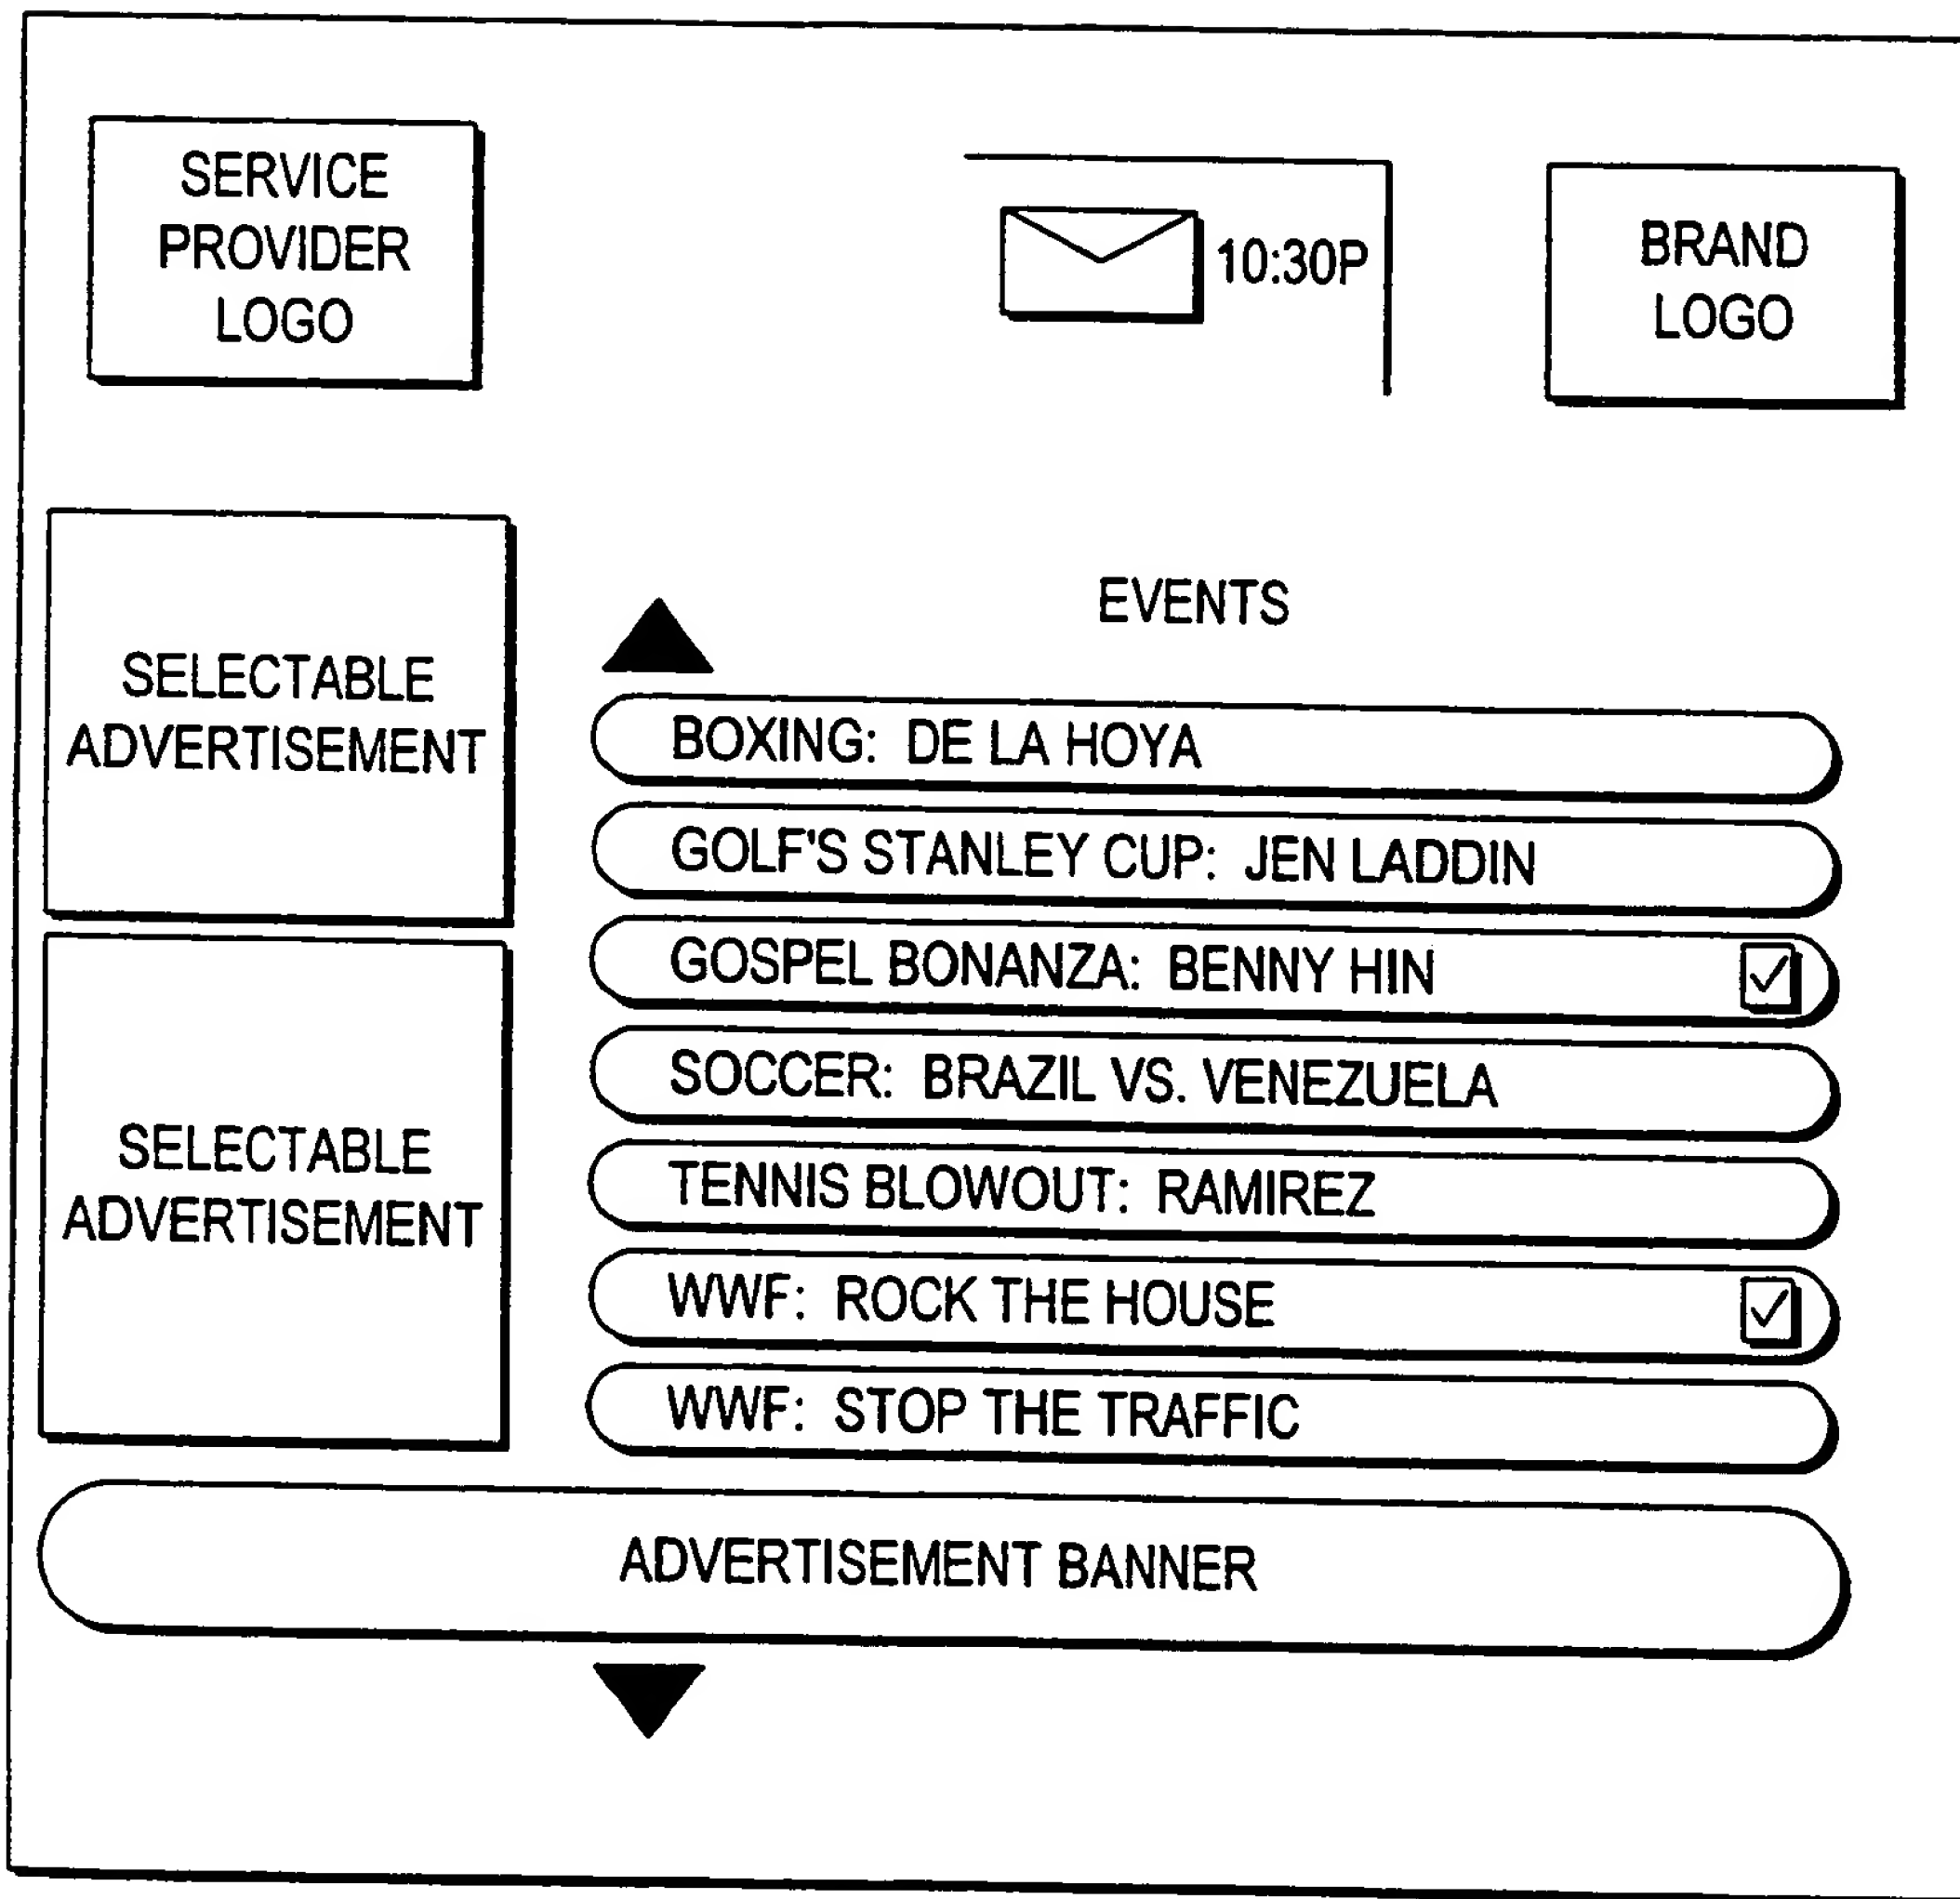 SERVICE
PROVIDER
LOGO
10:30P
BRAND
LOGO
SELECTABLE
ADVERTISEMENT
SELECTABLE
ADVERTISEMENT
EVENTS
BOXING: DE LA HOYA
GOLF'S STANLEY CUP: JEN LADDIN
GOSPEL BONANZA: BENNY HIN
SOCCER: BRAZIL VS. VENEZUELA
TENNIS BLOWOUT: RAMIREZ
WWF: ROCK THE HOUSE
WWF: STOP THE TRAFFIC
ADVERTISEMENT BANNER